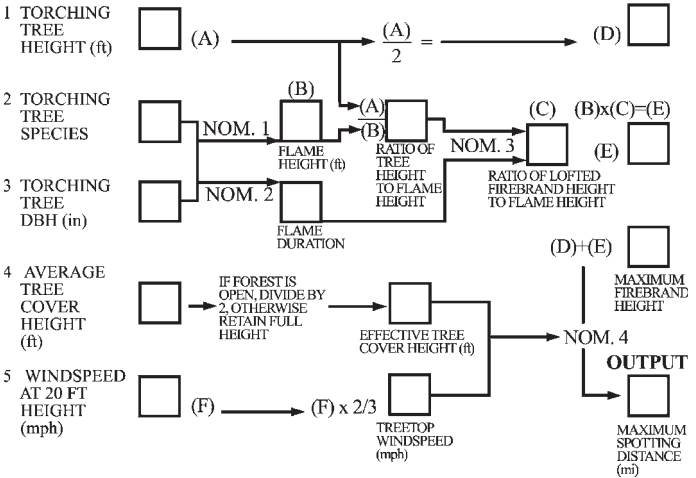 1 TORCHING
TREE
HEIGHT (ft)
(A)
(A)
2
=
(D)
2 TORCHING
TREE
SPECIES
NOM. 1
(B)
FLAME
HEIGHT (ft)
(A)
(B)
RATIO OF
TREE
HEIGHT
TO FLAME
HEIGHT
NOM. 3
(C)
RATIO OF LOFTED
FIREBRAND HEIGHT
TO FLAME HEIGHT
(B)x(C)=(E)
(E)
3 TORCHING
TREE
DBH (in)
NOM. 2
FLAME
DURATION
(D)+(E)
MAXIMUM
FIREBRAND
HEIGHT
4 AVERAGE
TREE
COVER
HEIGHT
(ft)
IF FOREST IS
OPEN, DIVIDE BY
2, OTHERWISE
RETAIN FULL
HEIGHT
EFFECTIVE TREE
COVER HEIGHT (ft)
NOM. 4
OUTPUT
5 WINDSPEED
AT 20 FT
HEIGHT
(mph)
(F)
(F) x 2/3
TREETOP
WINDSPEED
(mph)
MAXIMUM
SPOTTING
DISTANCE
(mi)